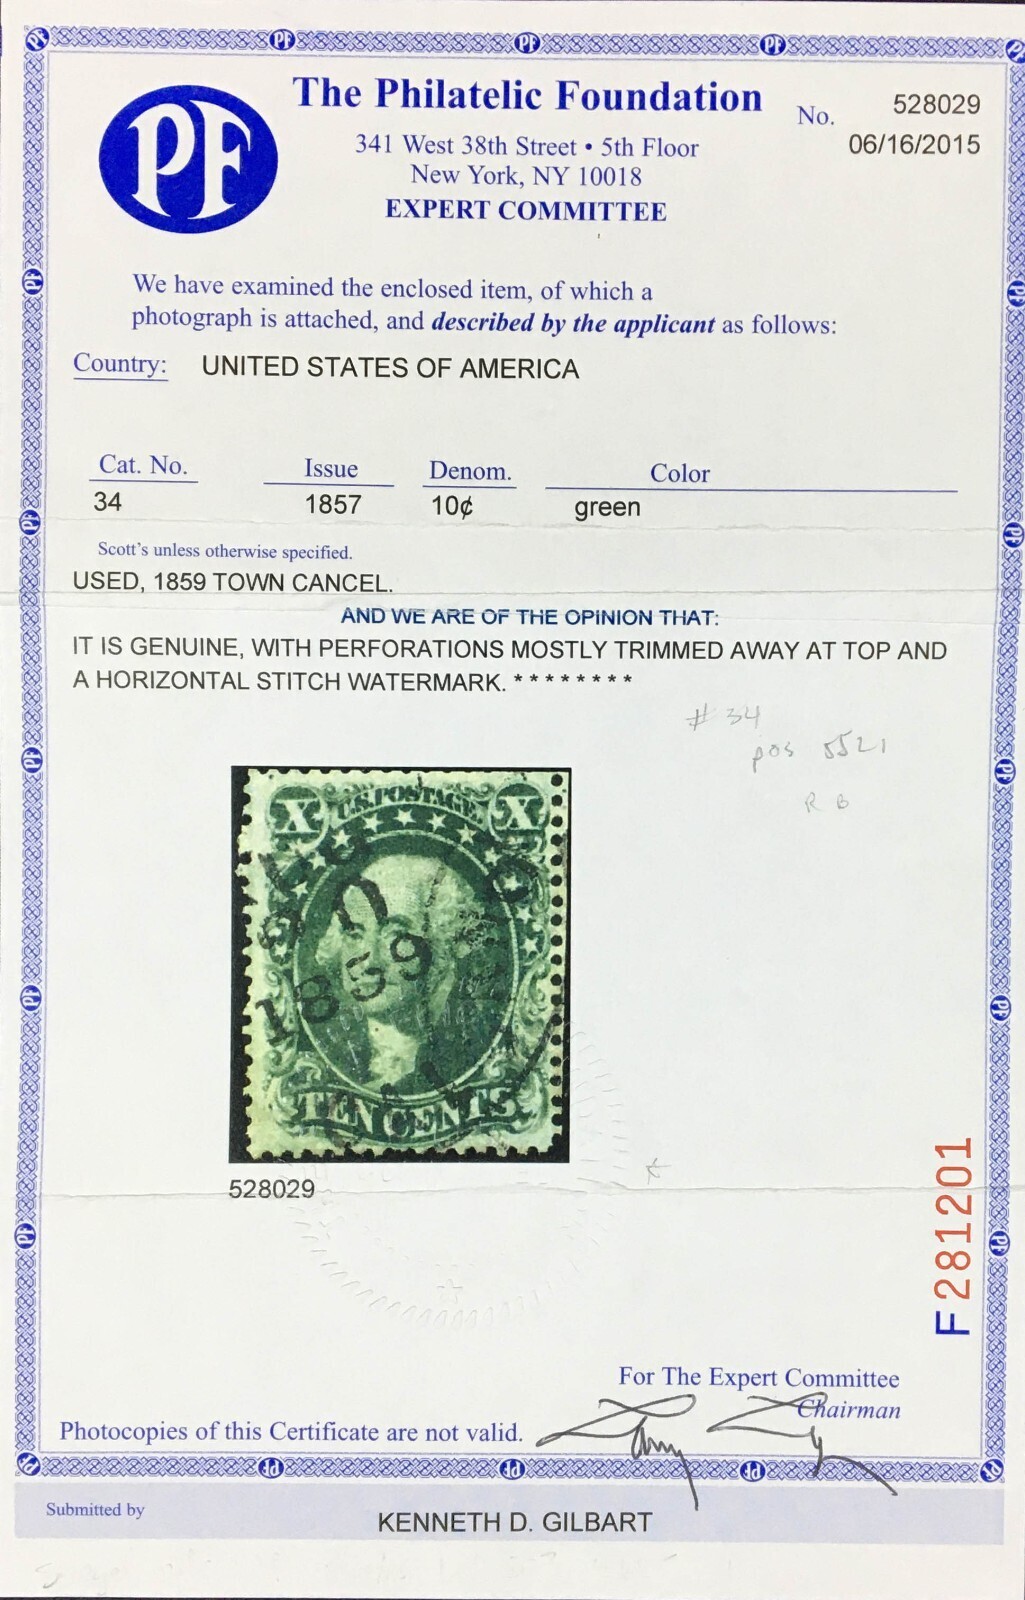 PF
The Philatelic Foundation
341 West 38th Street • 5th Floor
New York, NY 10018
EXPERT COMMITTEE
No. 528029
06/16/2015
We have examined the enclosed item, of which a
photograph is attached, and described by the applicant as follows:
Country: UNITED STATES OF AMERICA
Cat. No. Issue Denom. Color
34 1857 10¢ green
Scott's unless otherwise specified.
USED, 1859 TOWN CANCEL.
AND WE ARE OF THE OPINION THAT:
IT IS GENUINE, WITH PERFORATIONS MOSTLY TRIMMED AWAY AT TOP AND
A HORIZONTAL STITCH WATERMARK. * * * * * * * *
# 34
pos 55L1
R B
X U.S. POSTAGE X
20
1859
TEN CENTS
528029
F 281201
For The Expert Committee
Chairman
Photocopies of this Certificate are not valid.
Submitted by
KENNETH D. GILBART